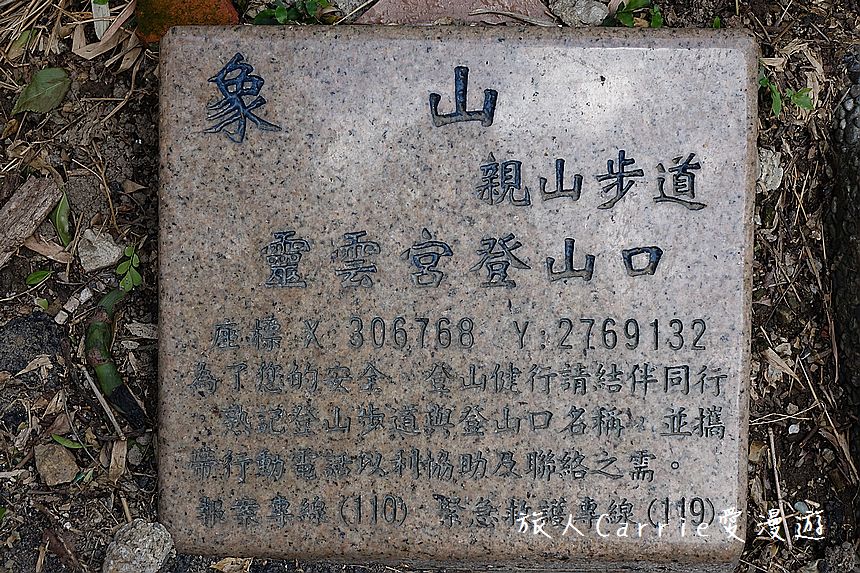 象山
親山步道
靈雲宮登山口
座標 X:306768 Y:2769132
為了您的安全、登山健行請結伴同行
，熟記登山步道與登山口名稱，並攜
帶行動電話以利協助及聯絡之需。
報案專線(110) 緊急救護專線(119)
旅人Carrie愛漫遊